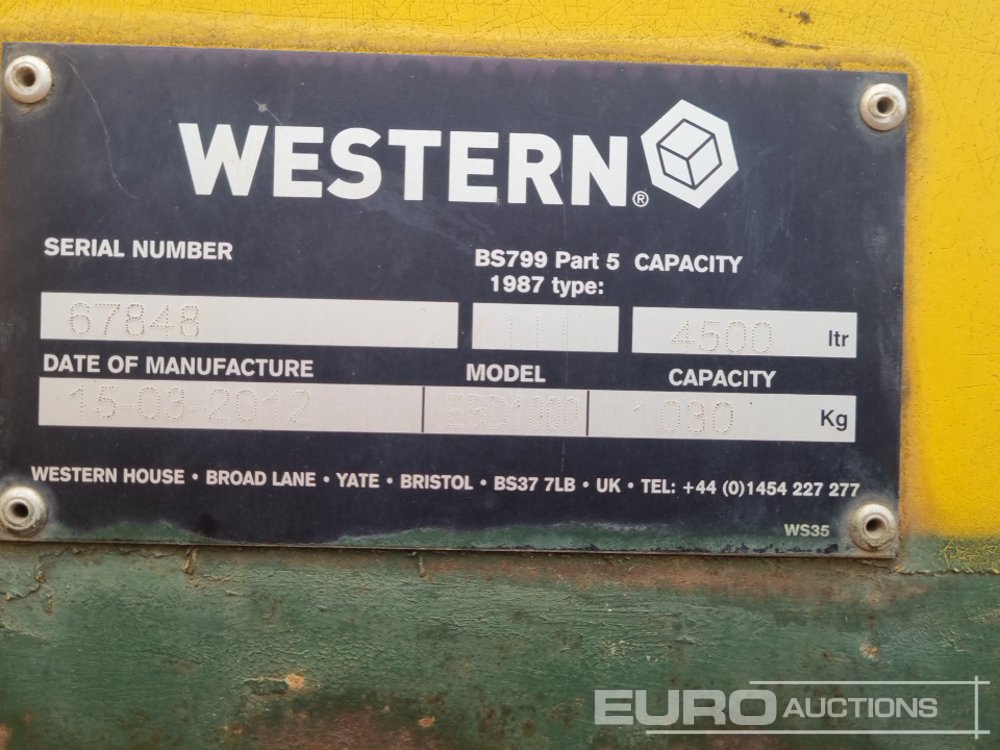 WESTERN®
SERIAL NUMBER
BS799 Part 5
1987 type:
CAPACITY
67848
111
4500 ltr
DATE OF MANUFACTURE
MODEL
CAPACITY
15-03-2012
1030 Kg
WESTERN HOUSE • BROAD LANE • YATE • BRISTOL • BS37 7LB • UK • TEL: +44 (0)1454 227 277
WS35
EURO AUCTIONS